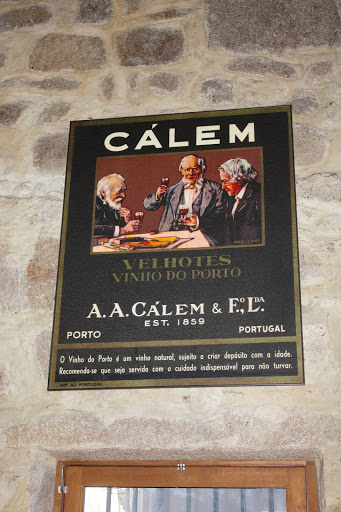 CÁLEM
VELHOTES
VINHO DO PORTO
A. A. CÁLEM & F.º, L.DA
EST. 1859
PORTO PORTUGAL
O Vinho do Porto é um vinho natural, sujeito a criar depósito com a idade.
Recomenda-se que seja servido com o cuidado indispensável para não turvar.